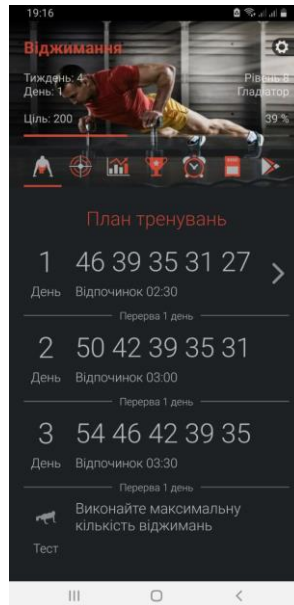 19:16
Віджимання
Тиждень: 4
День: 1
Рівень 8
Гладіатор
Ціль: 200
39 %
План тренувань
1 46 39 35 31 27
День Відпочинок 02:30
Перерва 1 день
2 50 42 39 35 31
День Відпочинок 03:00
Перерва 1 день
3 54 46 42 39 35
День Відпочинок 03:30
Перерва 1 день
Виконайте максимальну
кількість віджимань
Тест